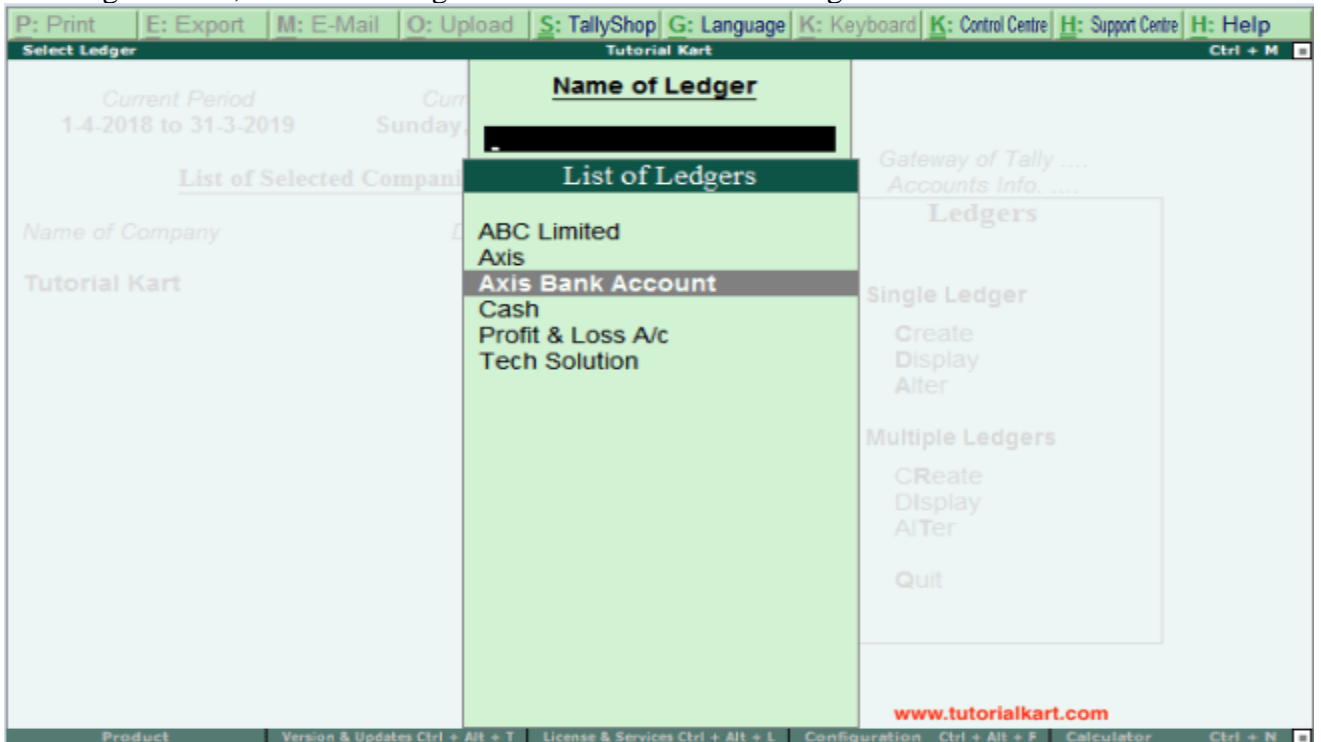 P: Print E: Export M: E-Mail O: Upload S: TallyShop G: Language K: Keyboard K: Control Centre H: Support Centre H: Help
Select Ledger Tutorial Kart Ctrl + M
Current Period Curr
1-4-2018 to 31-3-2019 Sunday,
List of Selected Compani
Name of Company D
Tutorial Kart
Name of Ledger
List of Ledgers
ABC Limited
Axis
Axis Bank Account
Cash
Profit & Loss A/c
Tech Solution
Gateway of Tally ....
Accounts Info. ....
Ledgers
Single Ledger
Create
Display
Alter
Multiple Ledgers
CReate
DIsplay
AlTer
Quit
www.tutorialkart.com
Product Version & Updates Ctrl + Alt + T License & Services Ctrl + Alt + L Configuration Ctrl + Alt + F Calculator Ctrl + N